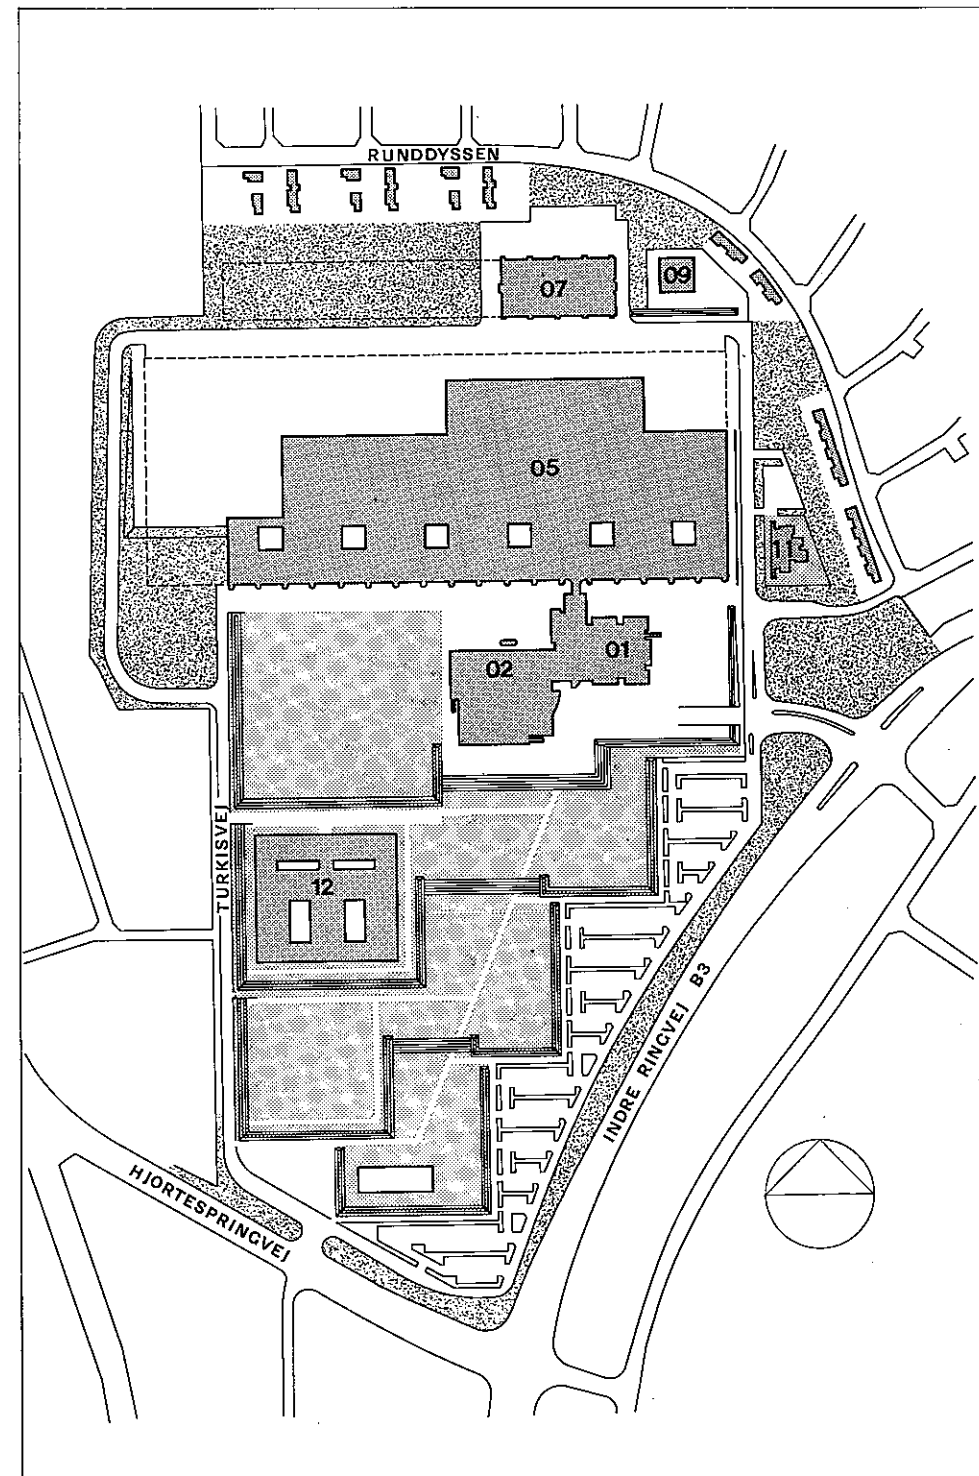 RUNDDYSSEN
07
09
05
11
01
02
TURKISVEJ
12
INDRE RINGVEJ B3
HJORTESPRINGVEJ